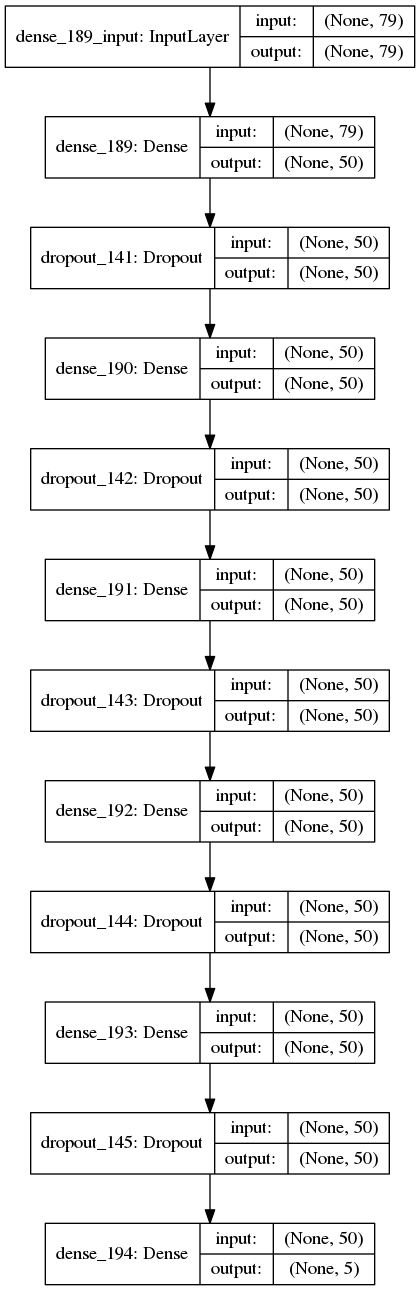 dense_189_input: InputLayer input: (None, 79)
output: (None, 79)
dense_189: Dense input: (None, 79)
output: (None, 50)
dropout_141: Dropout input: (None, 50)
output: (None, 50)
dense_190: Dense input: (None, 50)
output: (None, 50)
dropout_142: Dropout input: (None, 50)
output: (None, 50)
dense_191: Dense input: (None, 50)
output: (None, 50)
dropout_143: Dropout input: (None, 50)
output: (None, 50)
dense_192: Dense input: (None, 50)
output: (None, 50)
dropout_144: Dropout input: (None, 50)
output: (None, 50)
dense_193: Dense input: (None, 50)
output: (None, 50)
dropout_145: Dropout input: (None, 50)
output: (None, 50)
dense_194: Dense input: (None, 50)
output: (None, 5)